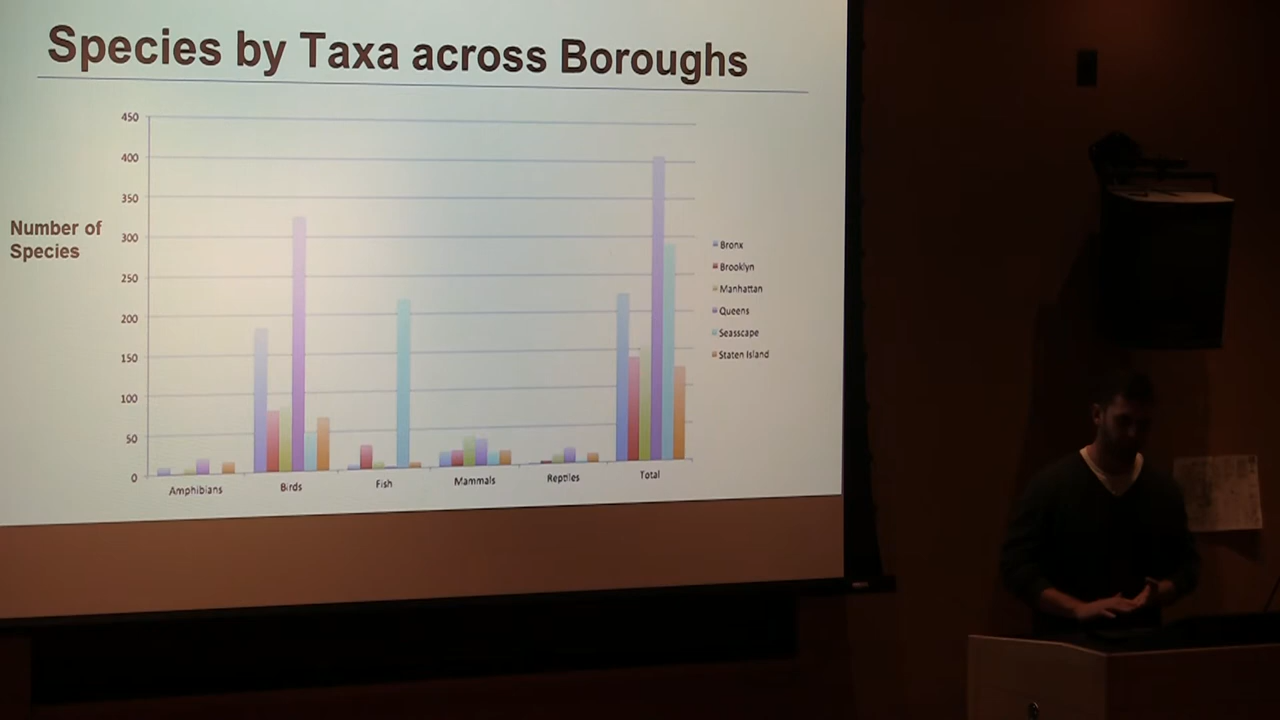 Species by Taxa across Boroughs
Number of
Species
450
400
350
300
250
200
150
100
50
0
Amphibians
Birds
Fish
Mammals
Reptiles
Total
Bronx
Brooklyn
Manhattan
Queens
Seasscape
Staten Island